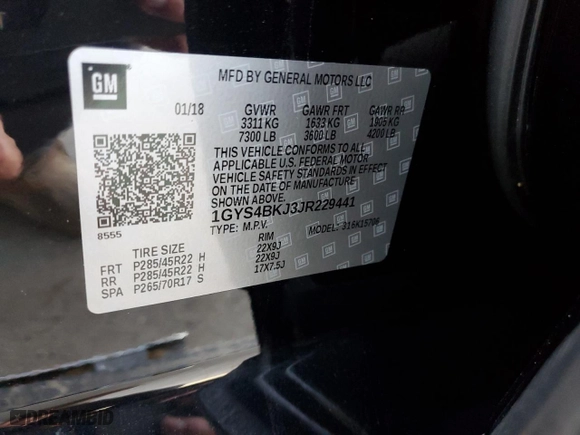 GM
MFD BY GENERAL MOTORS LLC
01/18 GVWR GAWR FRT GAWR RR
3311 KG 1633 KG 1905 KG
7300 LB 3600 LB 4200 LB
THIS VEHICLE CONFORMS TO ALL
APPLICABLE U.S. FEDERAL MOTOR
VEHICLE SAFETY STANDARDS IN EFFECT
ON THE DATE OF MANUFACTURE
SHOWN ABOVE.
1GYS4BKJ3JR229441
8555
TYPE: M.P.V. MODEL:
TIRE SIZE RIM
FRT P285/45R22 H 22X9J
RR P285/45R22 H 22X9J
SPA P265/70R17 S 17X7.5J
DREAMBID